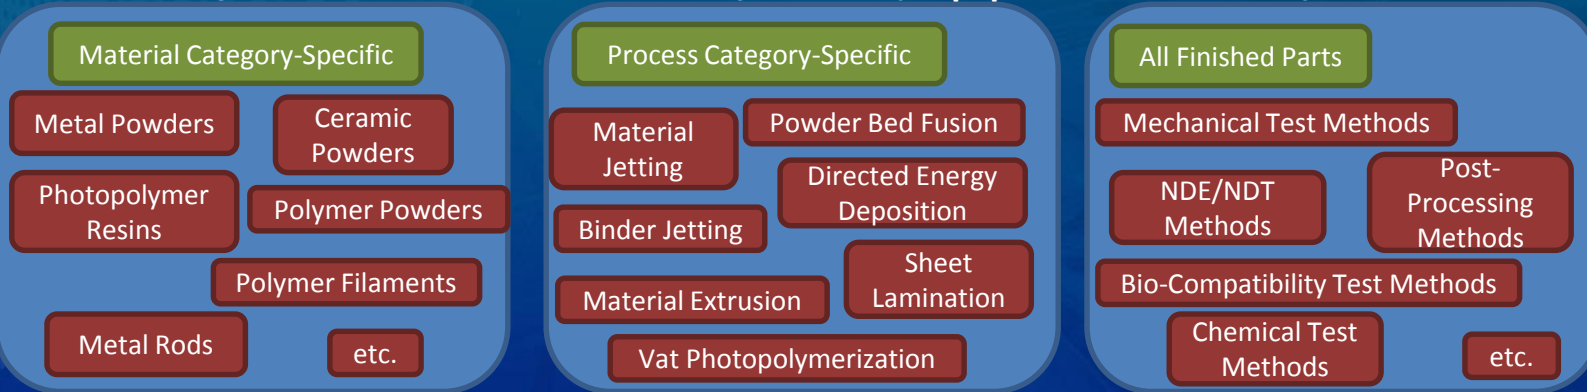 Material Category-Specific
Metal Powders
Ceramic
Powders
Photopolymer
Resins
Polymer Powders
Polymer Filaments
Metal Rods
etc.
Process Category-Specific
Material
Jetting
Powder Bed Fusion
Directed Energy
Deposition
Binder Jetting
Sheet
Lamination
Material Extrusion
Vat Photopolymerization
All Finished Parts
Mechanical Test Methods
NDE/NDT
Methods
Post-
Processing
Methods
Bio-Compatibility Test Methods
Chemical Test
Methods
etc.